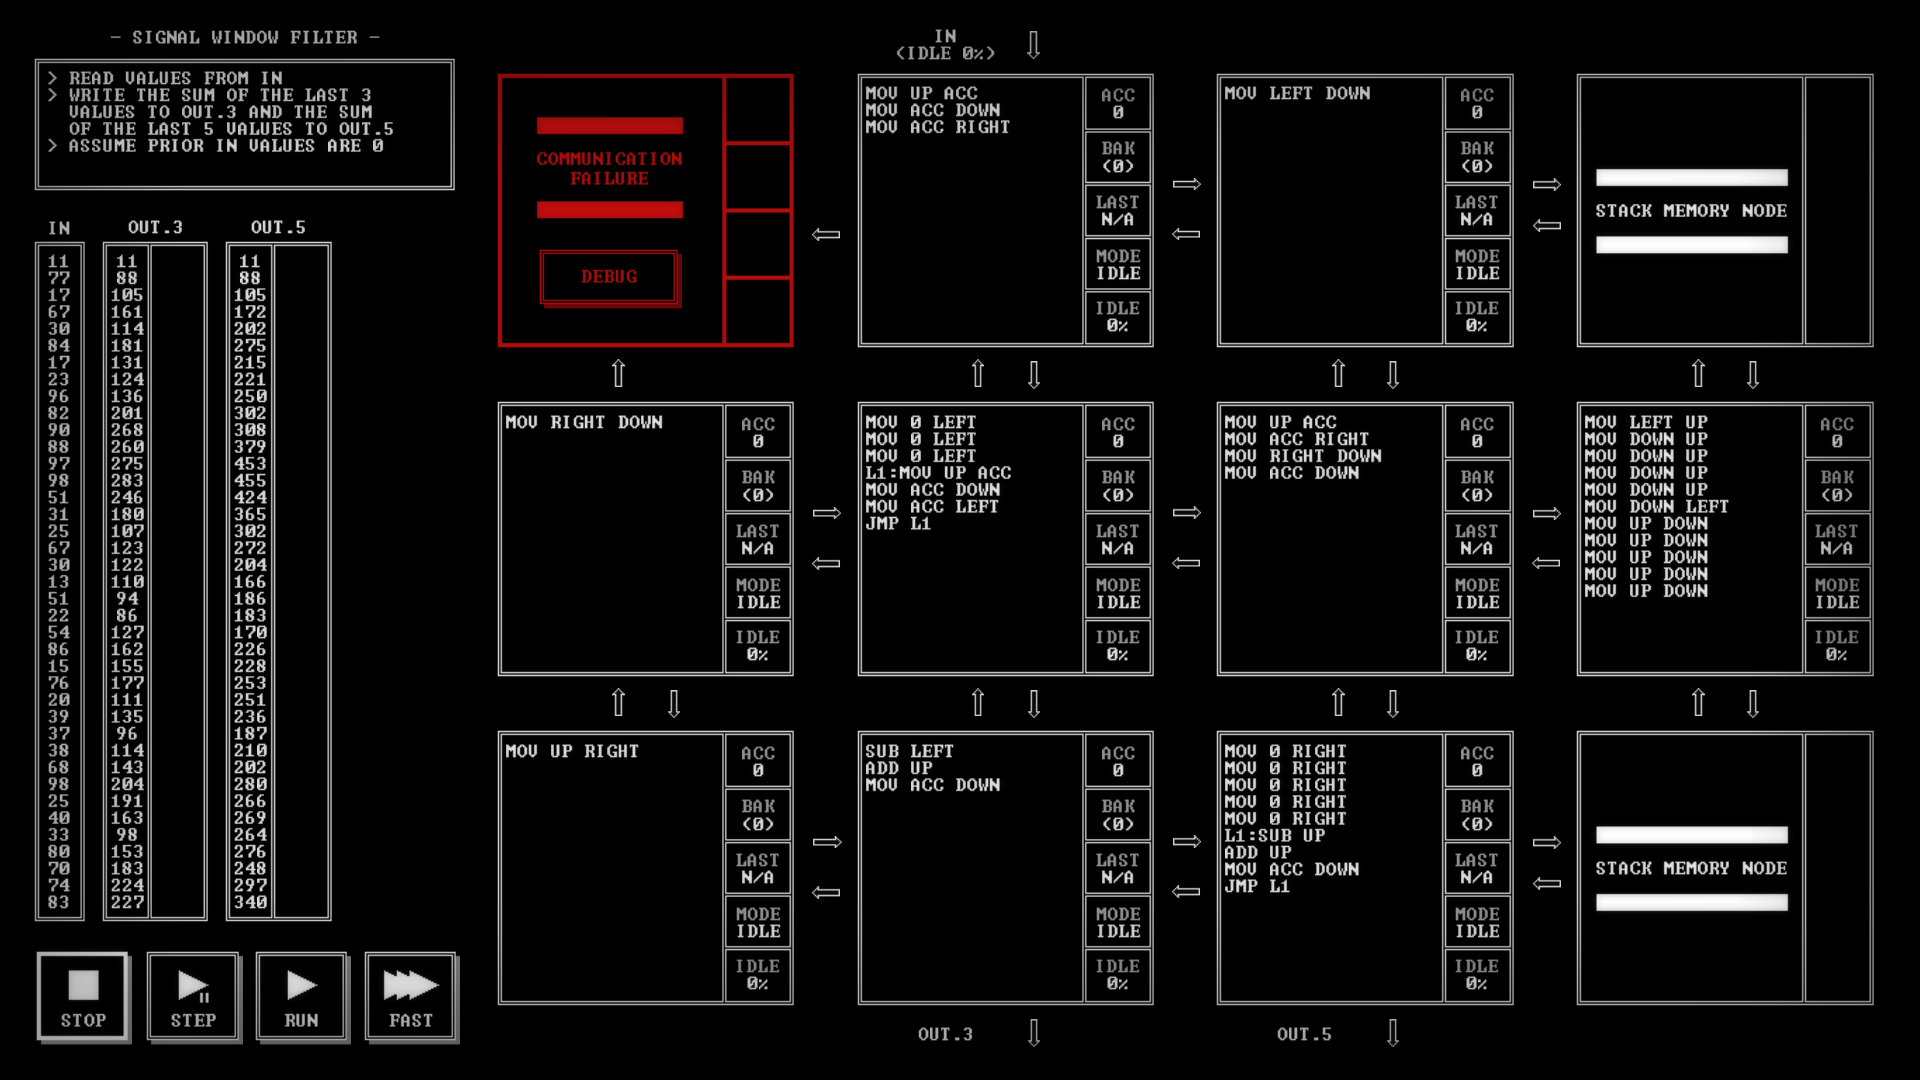 - SIGNAL WINDOW FILTER -
> READ VALUES FROM IN
> WRITE THE SUM OF THE LAST 3
VALUES TO OUT.3 AND THE SUM
OF THE LAST 5 VALUES TO OUT.5
> ASSUME PRIOR IN VALUES ARE 0
IN OUT.3 OUT.5
11 11 11
77 88 88
17 105 105
67 161 172
30 114 202
84 181 275
17 131 215
23 124 221
96 136 250
82 201 302
90 268 308
88 260 379
97 275 453
98 283 455
51 246 424
31 180 365
25 107 302
67 123 272
30 122 204
13 110 166
51 94 186
22 86 183
54 127 170
86 162 226
15 155 228
76 177 253
20 111 251
39 135 236
37 96 187
38 114 210
68 143 202
98 204 280
25 191 266
40 163 269
33 98 264
80 153 276
70 183 248
74 224 297
83 227 340
STOP
STEP
RUN
FAST
IN
(IDLE 0%)
COMMUNICATION
FAILURE
DEBUG
MOV UP ACC
MOV ACC DOWN
MOV ACC RIGHT
ACC
0
BAK
(0)
LAST
N/A
MODE
IDLE
IDLE
0%
MOV LEFT DOWN
ACC
0
BAK
(0)
LAST
N/A
MODE
IDLE
IDLE
0%
STACK MEMORY NODE
MOV RIGHT DOWN
ACC
0
BAK
(0)
LAST
N/A
MODE
IDLE
IDLE
0%
MOV 0 LEFT
MOV 0 LEFT
MOV 0 LEFT
L1:MOV UP ACC
MOV ACC DOWN
MOV ACC LEFT
JMP L1
ACC
0
BAK
(0)
LAST
N/A
MODE
IDLE
IDLE
0%
MOV UP ACC
MOV ACC RIGHT
MOV RIGHT DOWN
MOV ACC DOWN
ACC
0
BAK
(0)
LAST
N/A
MODE
IDLE
IDLE
0%
MOV LEFT UP
MOV DOWN UP
MOV DOWN UP
MOV DOWN UP
MOV DOWN UP
MOV DOWN LEFT
MOV UP DOWN
MOV UP DOWN
MOV UP DOWN
MOV UP DOWN
MOV UP DOWN
ACC
0
BAK
(0)
LAST
N/A
MODE
IDLE
IDLE
0%
MOV UP RIGHT
ACC
0
BAK
(0)
LAST
N/A
MODE
IDLE
IDLE
0%
SUB LEFT
ADD UP
MOV ACC DOWN
ACC
0
BAK
(0)
LAST
N/A
MODE
IDLE
IDLE
0%
MOV 0 RIGHT
MOV 0 RIGHT
MOV 0 RIGHT
MOV 0 RIGHT
MOV 0 RIGHT
L1:SUB UP
ADD UP
MOV ACC DOWN
JMP L1
ACC
0
BAK
(0)
LAST
N/A
MODE
IDLE
IDLE
0%
STACK MEMORY NODE
OUT.3
OUT.5